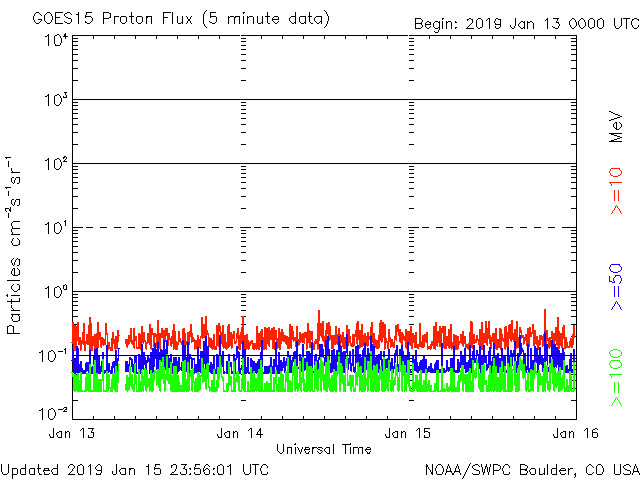 GOES15 Proton Flux (5 minute data)
Begin: 2019 Jan 13 0000 UTC
10⁴
10³
10²
10¹
10⁰
10⁻¹
10⁻²
Particles cm⁻²s⁻¹sr⁻¹
MeV
>=10
>=50
>=100
Jan 13
Jan 14
Jan 15
Jan 16
Universal Time
Updated 2019 Jan 15 23:56:01 UTC
NOAA/SWPC Boulder, CO USA